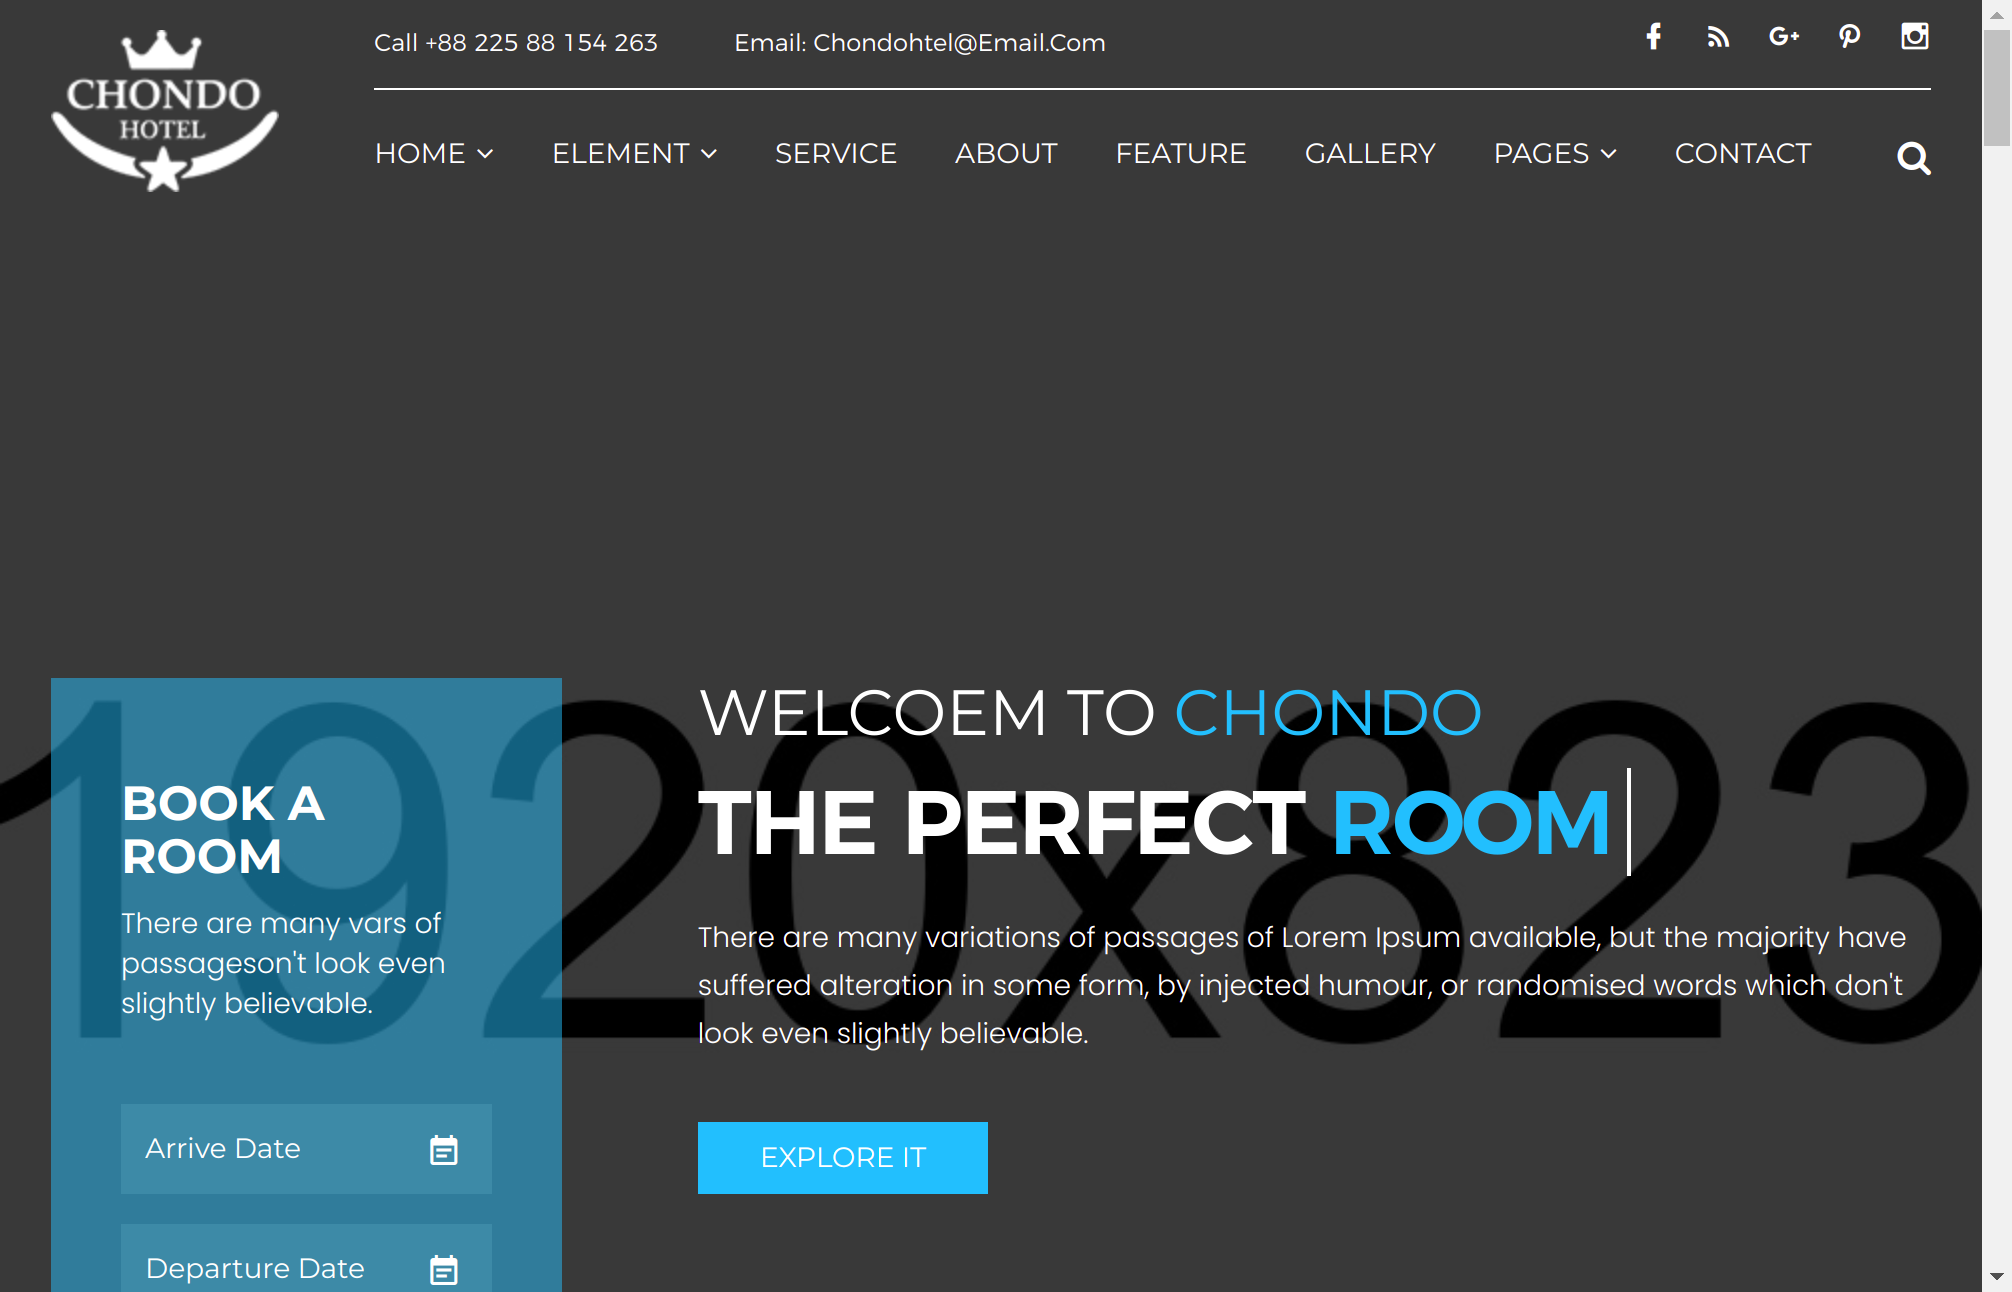 CHONDO
HOTEL
Call +88 225 88 154 263
Email: Chondohtel@Email.Com
HOME
ELEMENT
SERVICE
ABOUT
FEATURE
GALLERY
PAGES
CONTACT
1920x823
BOOK A
ROOM
There are many vars of
passageson't look even
slightly believable.
Arrive Date
Departure Date
WELCOEM TO CHONDO
THE PERFECT ROOM
There are many variations of passages of Lorem Ipsum available, but the majority have
suffered alteration in some form, by injected humour, or randomised words which don't
look even slightly believable.
EXPLORE IT